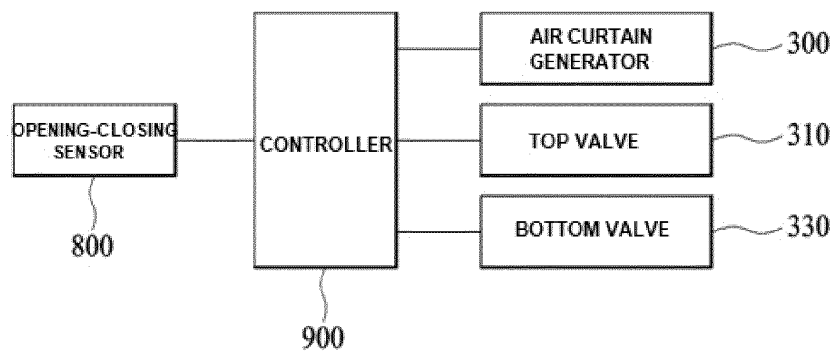 AIR CURTAIN
GENERATOR
300
OPENING-CLOSING
SENSOR
800
CONTROLLER
900
TOP VALVE
310
BOTTOM VALVE
330